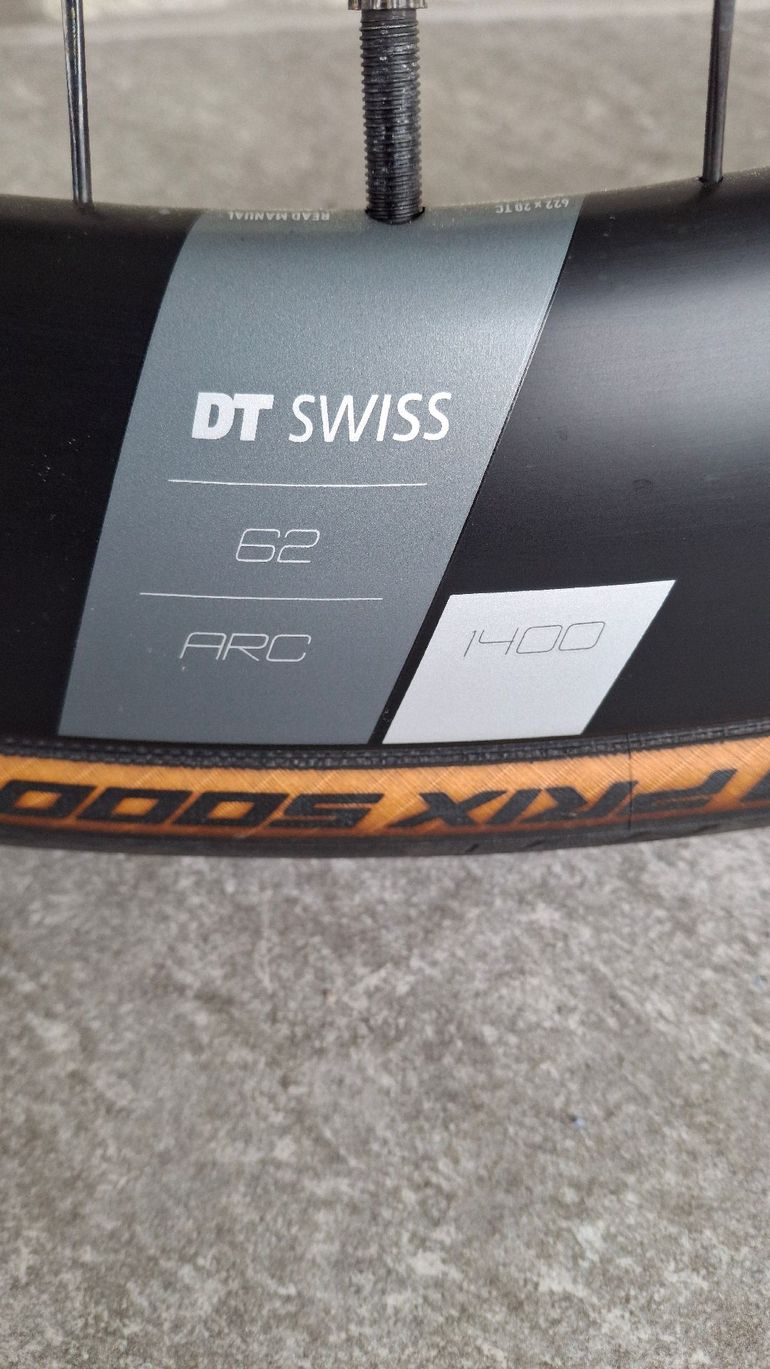 READ MANUAL
622 x 20 TC
DT SWISS
62
ARC
1400
PRIX 5000